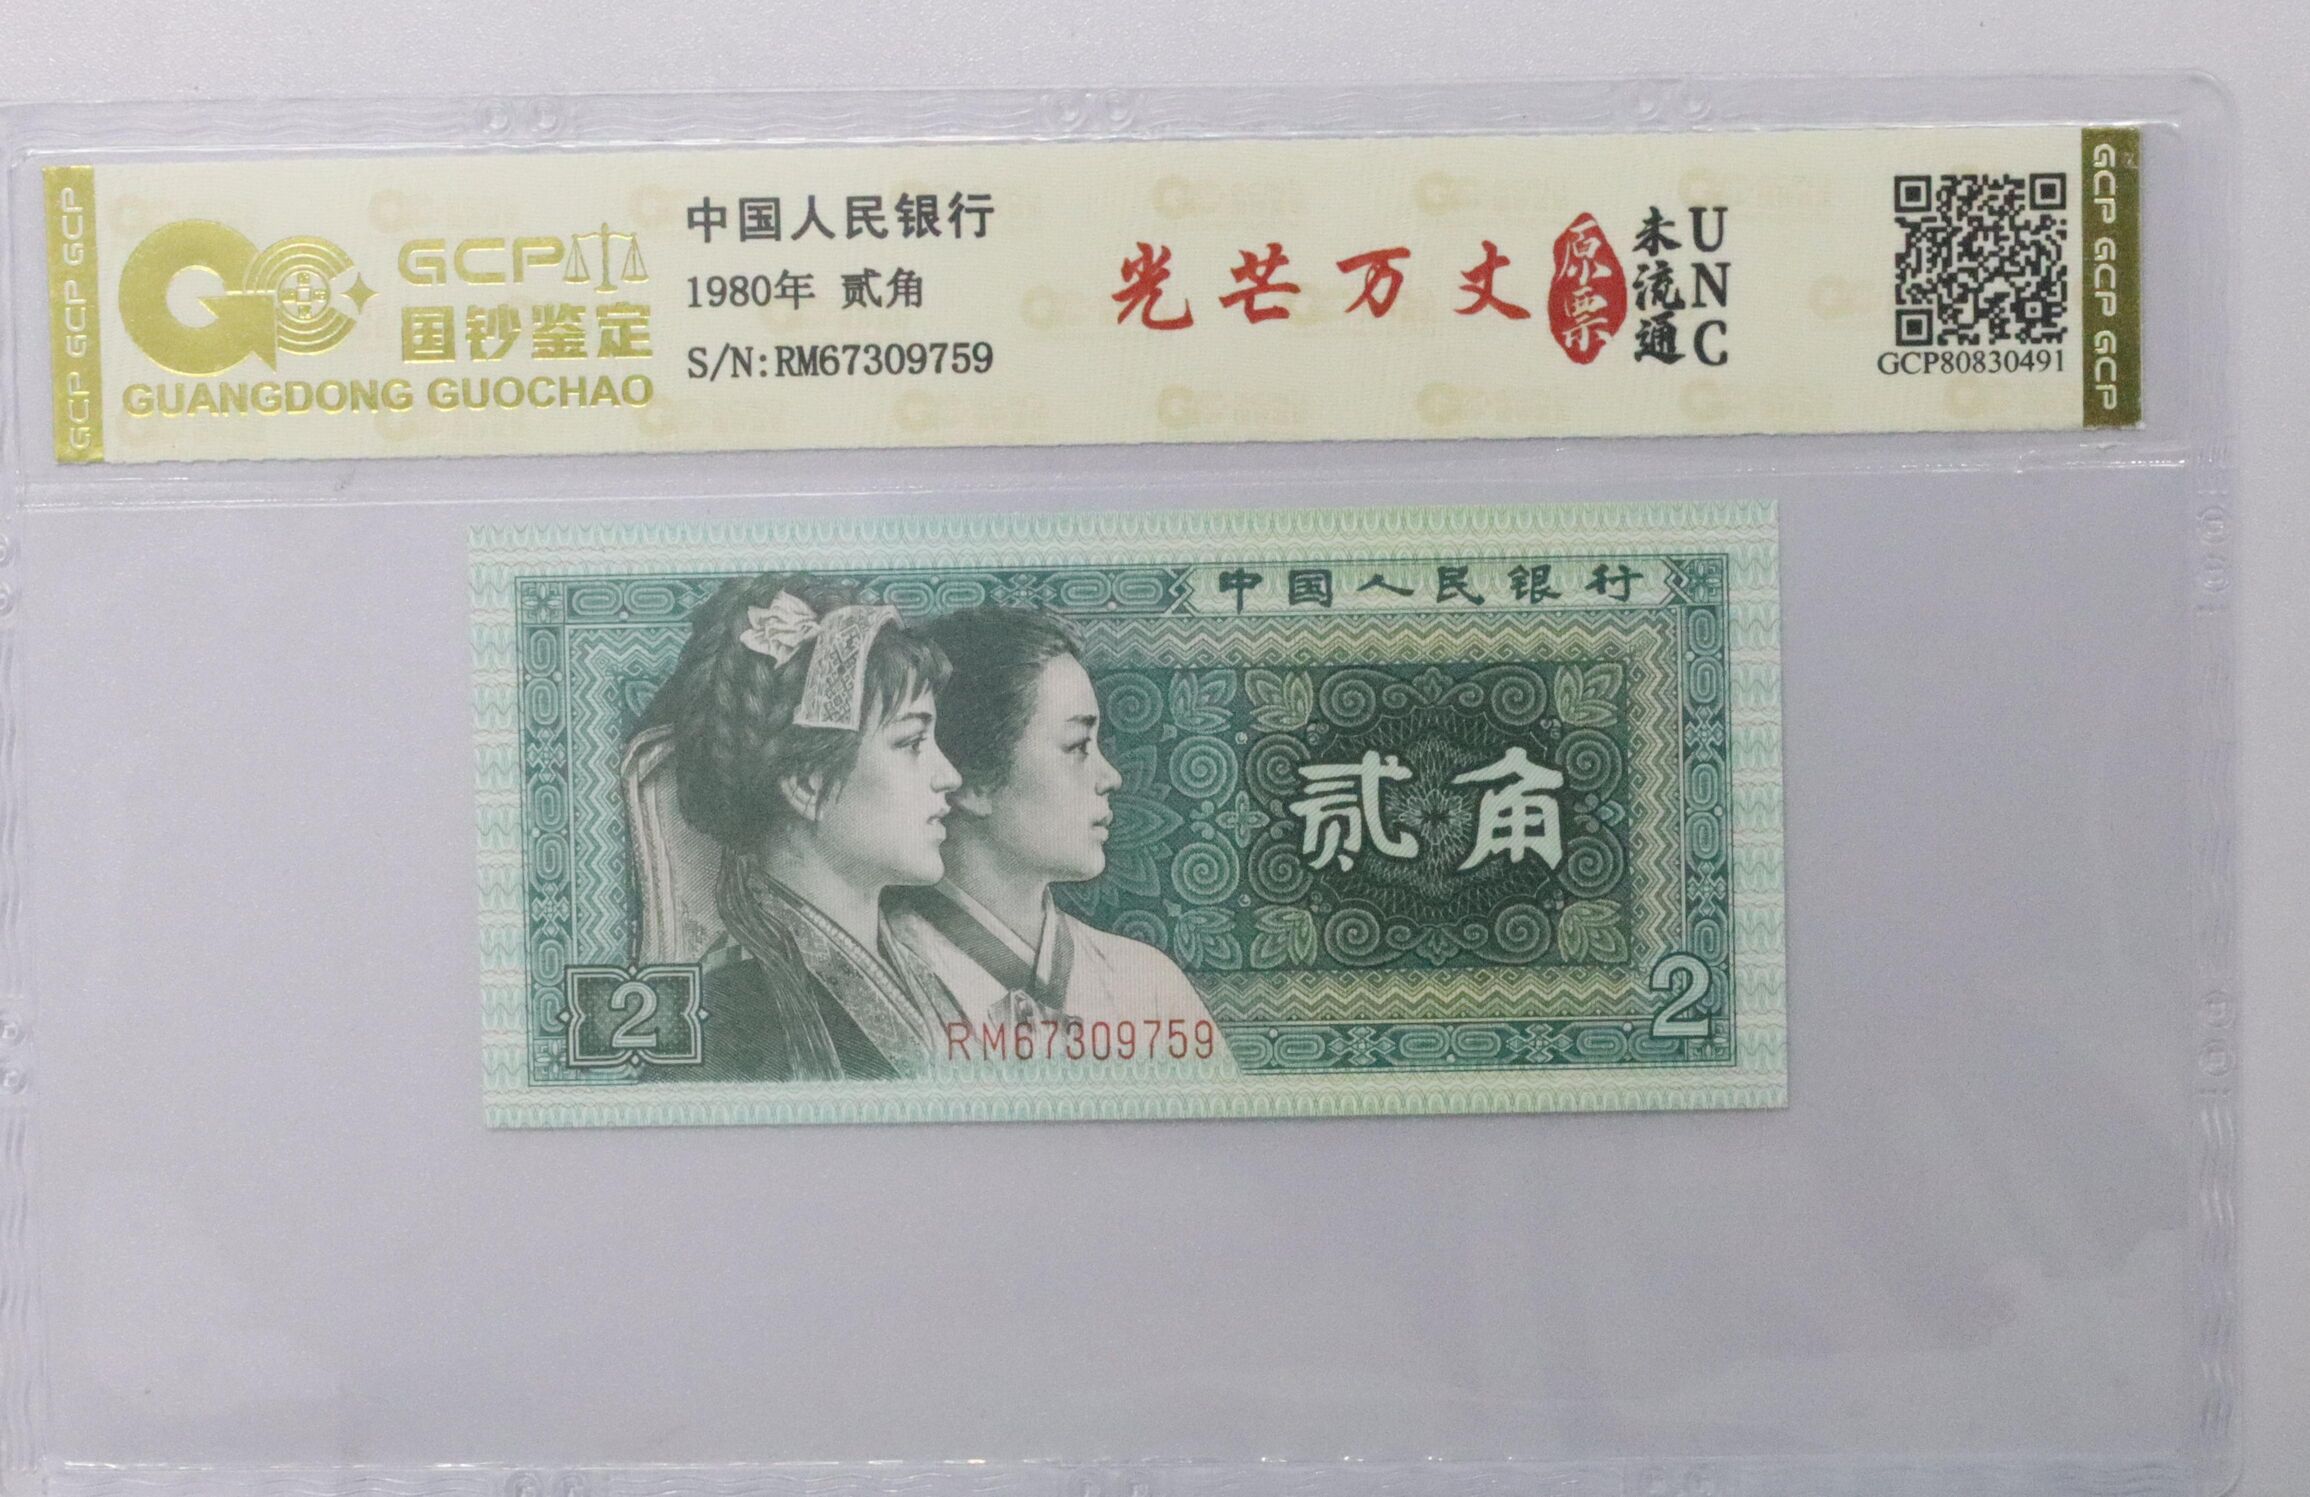 GCP GCP GCP
GCP
国钞鉴定
GUANGDONG GUOCHAO
中国人民银行
1980年 贰角
S/N:RM67309759
光芒万丈
原票
未流通
UNC
GCP80830491
GCP GCP GCP
中国人民银行
贰角
2
2
RM67309759